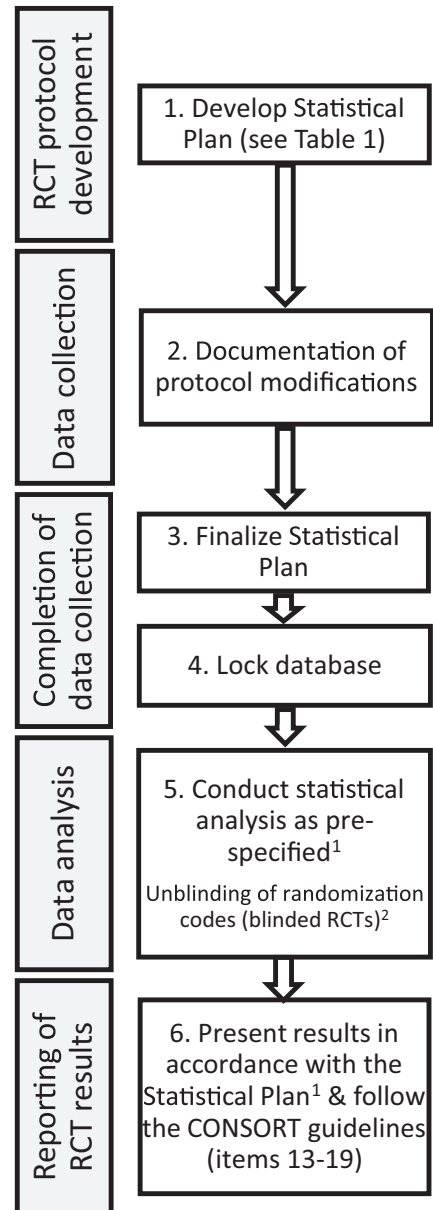 RCT protocol
development
1. Develop Statistical
Plan (see Table 1)
Data collection
2. Documentation of
protocol modifications
Completion of
data collection
3. Finalize Statistical
Plan
4. Lock database
Data analysis
5. Conduct statistical
analysis as pre-
specified¹
Unblinding of randomization
codes (blinded RCTs)²
Reporting of
RCT results
6. Present results in
accordance with the
Statistical Plan¹ & follow
the CONSORT guidelines
(items 13-19)